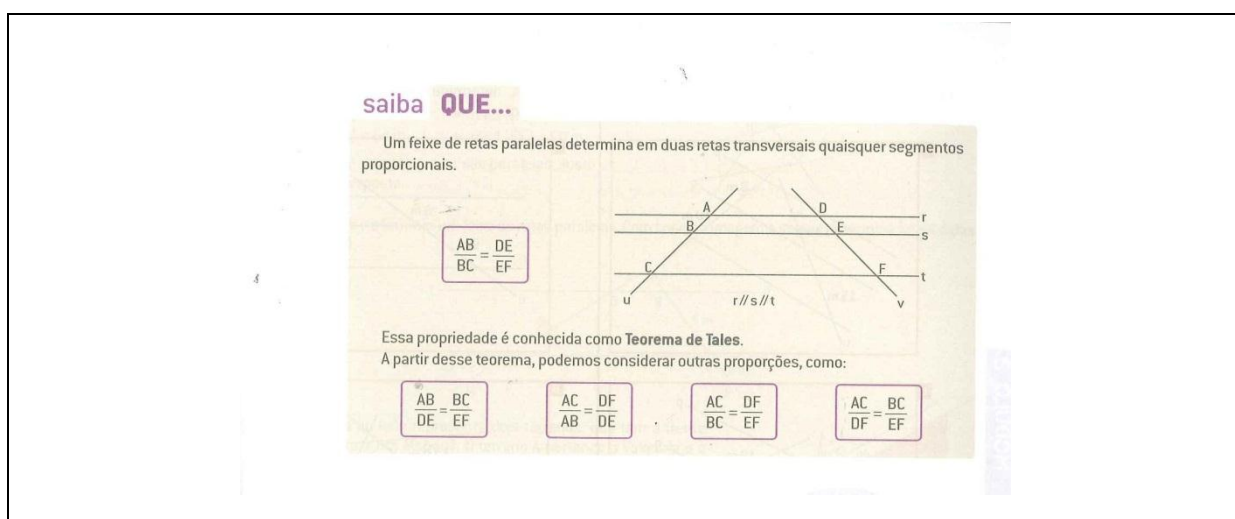 saiba QUE...
Um feixe de retas paralelas determina em duas retas transversais quaisquer segmentos
proporcionais.
A D
r
B E
s
AB/BC = DE/EF
C F
t
u r//s//t v
Essa propriedade é conhecida como Teorema de Tales.
A partir desse teorema, podemos considerar outras proporções, como:
AB/DE = BC/EF AC/AB = DF/DE AC/BC = DF/EF AC/DF = BC/EF